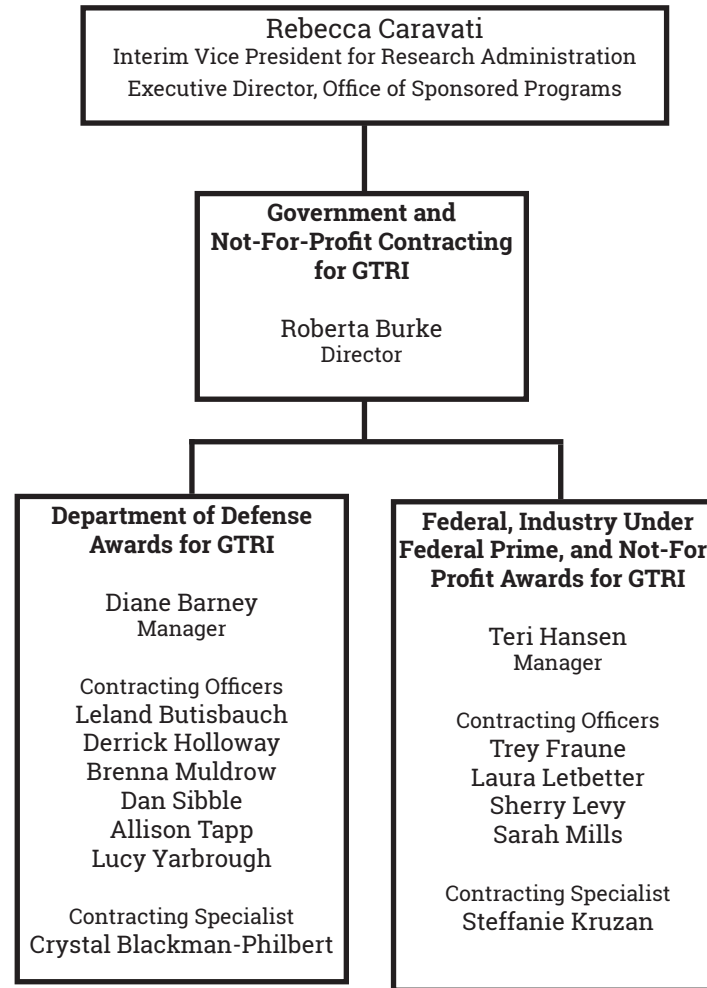 Rebecca Caravati
Interim Vice President for Research Administration
Executive Director, Office of Sponsored Programs
Government and
Not-For-Profit Contracting
for GTRI
Roberta Burke
Director
Department of Defense
Awards for GTRI
Diane Barney
Manager
Contracting Officers
Leland Butisbauch
Derrick Holloway
Brenna Muldrow
Dan Sibble
Allison Tapp
Lucy Yarbrough
Contracting Specialist
Crystal Blackman-Philbert
Federal, Industry Under
Federal Prime, and Not-For
Profit Awards for GTRI
Teri Hansen
Manager
Contracting Officers
Trey Fraune
Laura Letbetter
Sherry Levy
Sarah Mills
Contracting Specialist
Steffanie Kruzan